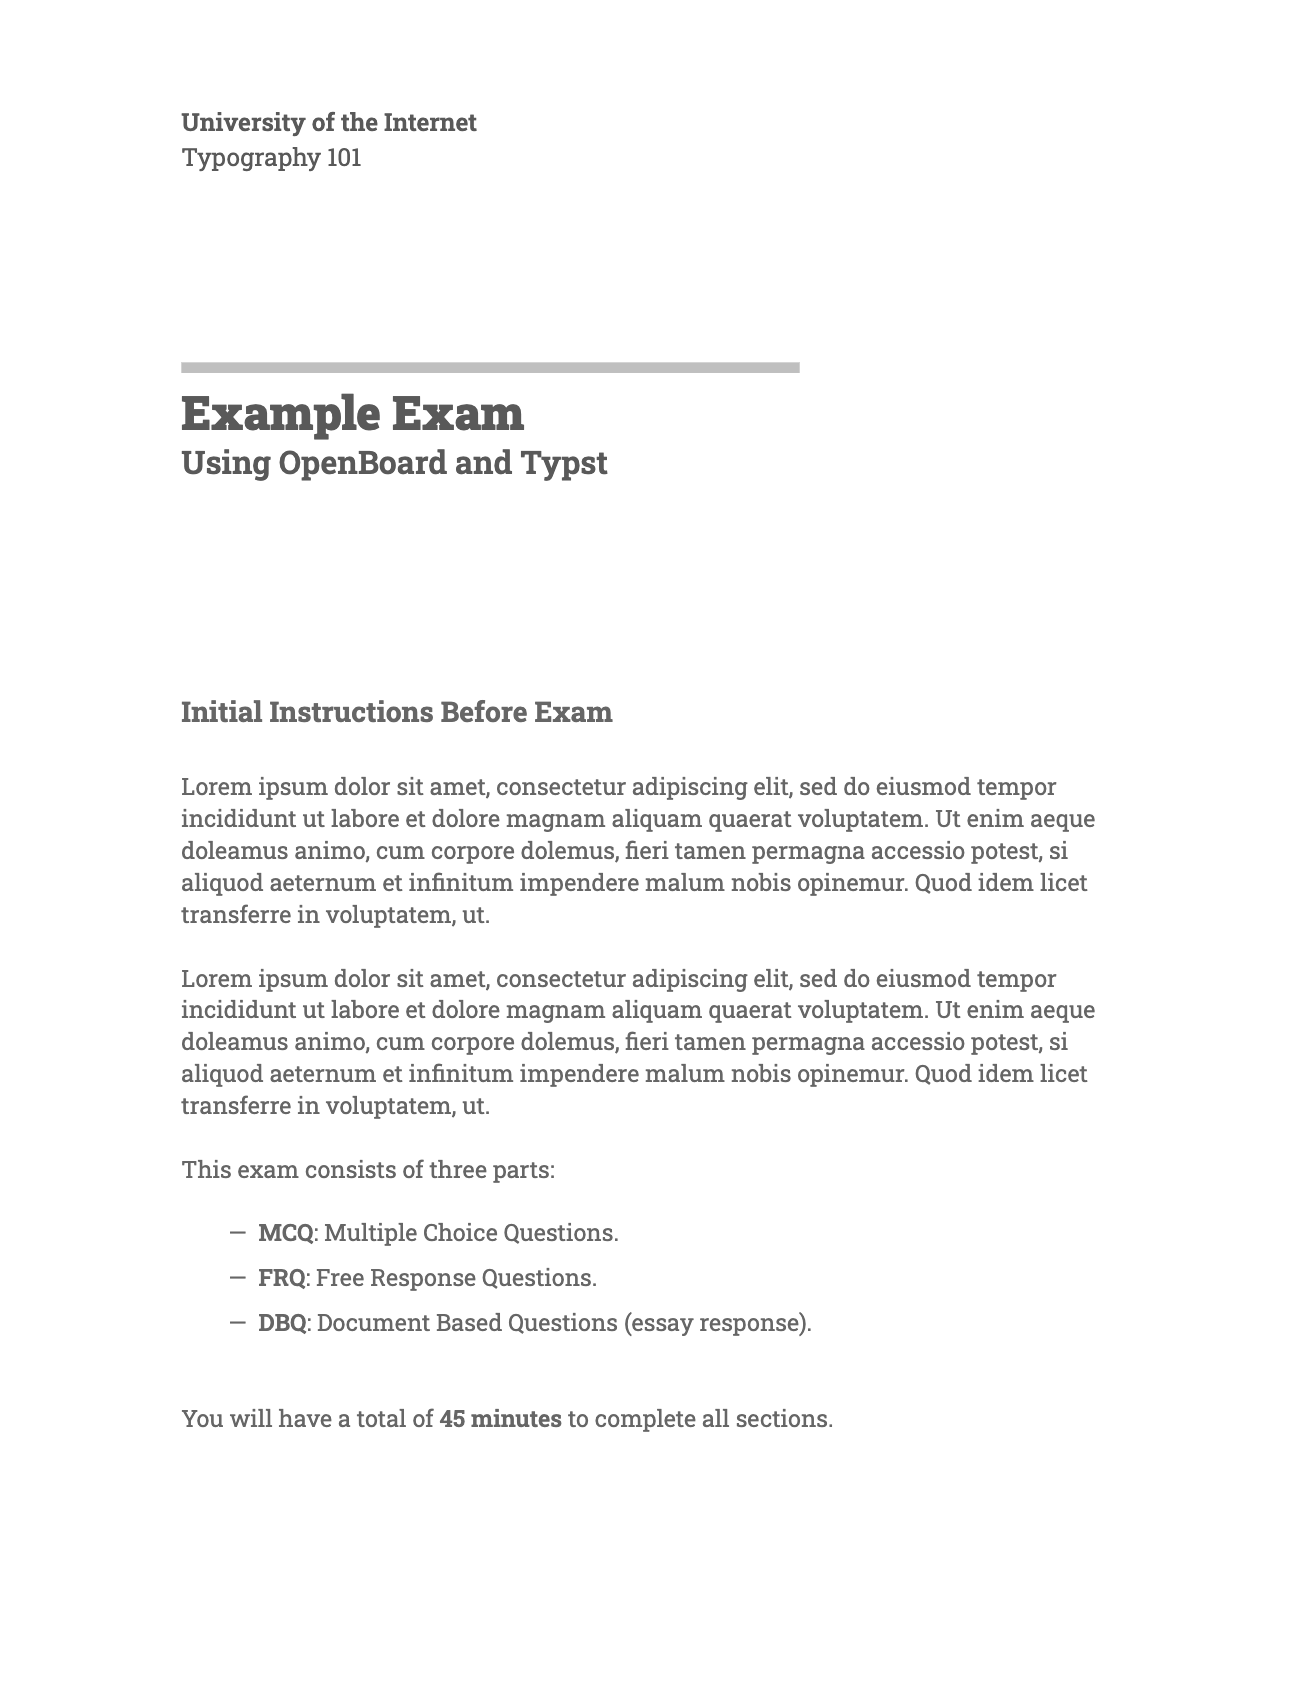 University of the Internet
Typography 101
Example Exam
Using OpenBoard and Typst
Initial Instructions Before Exam
Lorem ipsum dolor sit amet, consectetur adipiscing elit, sed do eiusmod tempor
incididunt ut labore et dolore magnam aliquam quaerat voluptatem. Ut enim aeque
doleamus animo, cum corpore dolemus, fieri tamen permagna accessio potest, si
aliquod aeternum et infinitum impendere malum nobis opinemur. Quod idem licet
transferre in voluptatem, ut.
Lorem ipsum dolor sit amet, consectetur adipiscing elit, sed do eiusmod tempor
incididunt ut labore et dolore magnam aliquam quaerat voluptatem. Ut enim aeque
doleamus animo, cum corpore dolemus, fieri tamen permagna accessio potest, si
aliquod aeternum et infinitum impendere malum nobis opinemur. Quod idem licet
transferre in voluptatem, ut.
This exam consists of three parts:
— MCQ: Multiple Choice Questions.
— FRQ: Free Response Questions.
— DBQ: Document Based Questions (essay response).
You will have a total of 45 minutes to complete all sections.